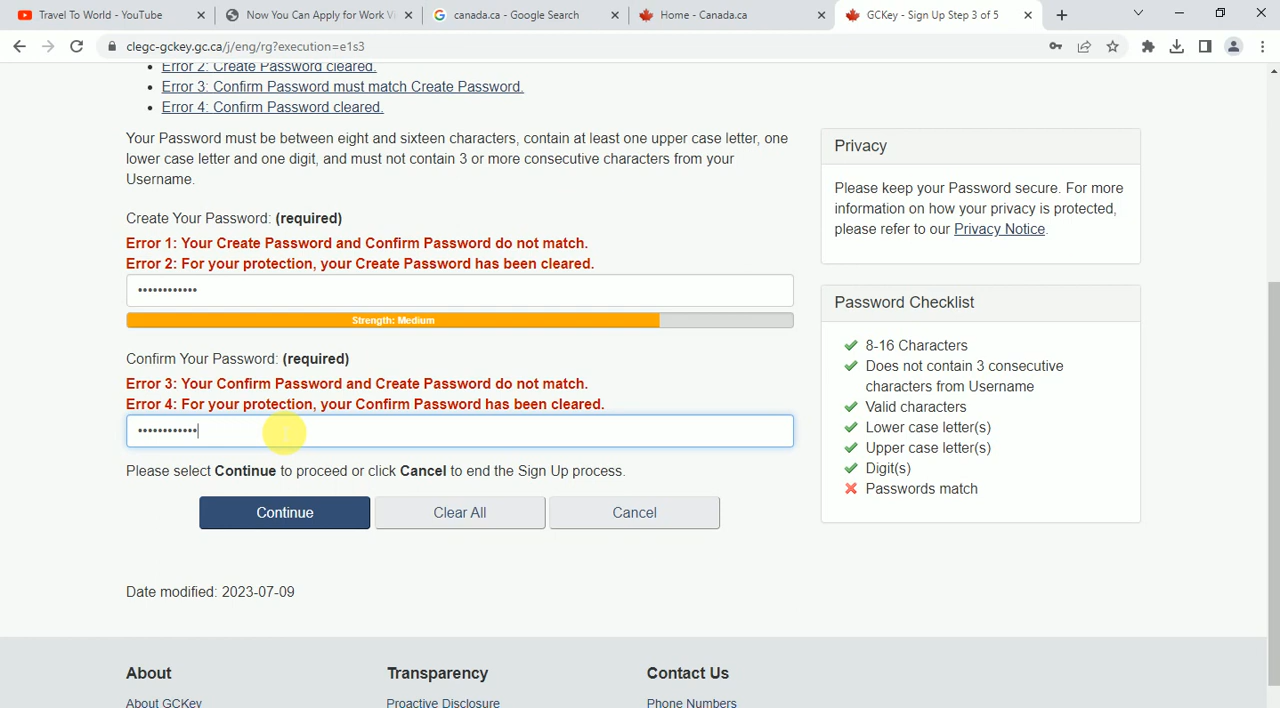 Travel To World - YouTube
Now You Can Apply for Work Vi
canada.ca - Google Search
Home - Canada.ca
GCKey - Sign Up Step 3 of 5
clegc-gckey.gc.ca/j/eng/rg?execution=e1s3
Error 2: Create Password cleared.
Error 3: Confirm Password must match Create Password.
Error 4: Confirm Password cleared.
Your Password must be between eight and sixteen characters, contain at least one upper case letter, one
lower case letter and one digit, and must not contain 3 or more consecutive characters from your
Username.
Create Your Password: (required)
Error 1: Your Create Password and Confirm Password do not match.
Error 2: For your protection, your Create Password has been cleared.
••••••••••••
Strength: Medium
Confirm Your Password: (required)
Error 3: Your Confirm Password and Create Password do not match.
Error 4: For your protection, your Confirm Password has been cleared.
••••••••••••
Please select Continue to proceed or click Cancel to end the Sign Up process.
Continue
Clear All
Cancel
Date modified: 2023-07-09
Privacy
Please keep your Password secure. For more
information on how your privacy is protected,
please refer to our Privacy Notice.
Password Checklist
8-16 Characters
Does not contain 3 consecutive
characters from Username
Valid characters
Lower case letter(s)
Upper case letter(s)
Digit(s)
Passwords match
About
Transparency
Contact Us
About GCKey
Proactive Disclosure
Phone Numbers